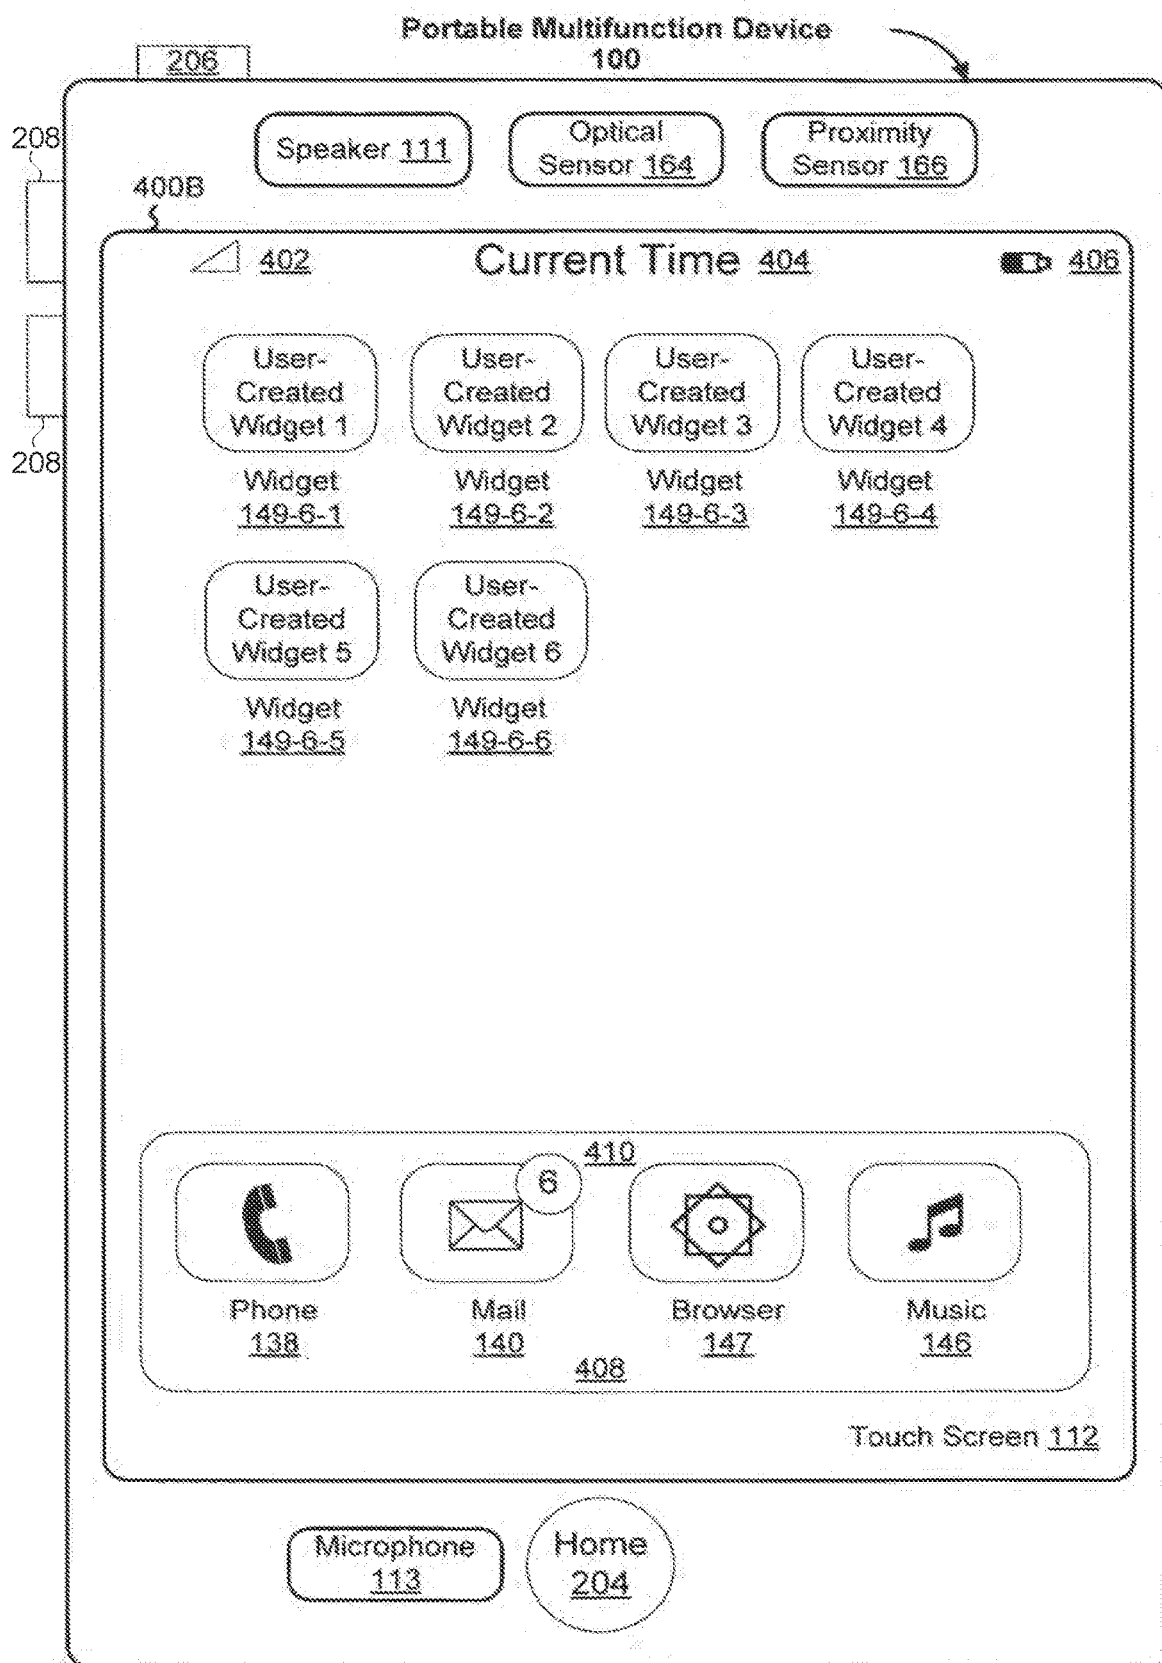 Portable Multifunction Device
100
206
208
Speaker 111
Optical
Sensor 164
Proximity
Sensor 166
400B
402
Current Time 404
406
User-
Created
Widget 1
User-
Created
Widget 2
User-
Created
Widget 3
User-
Created
Widget 4
208
Widget
149-6-1
Widget
149-6-2
Widget
149-6-3
Widget
149-6-4
User-
Created
Widget 5
User-
Created
Widget 6
Widget
149-6-5
Widget
149-6-6
410
6
Phone
138
Mail
140
Browser
147
Music
146
408
Touch Screen 112
Microphone
113
Home
204